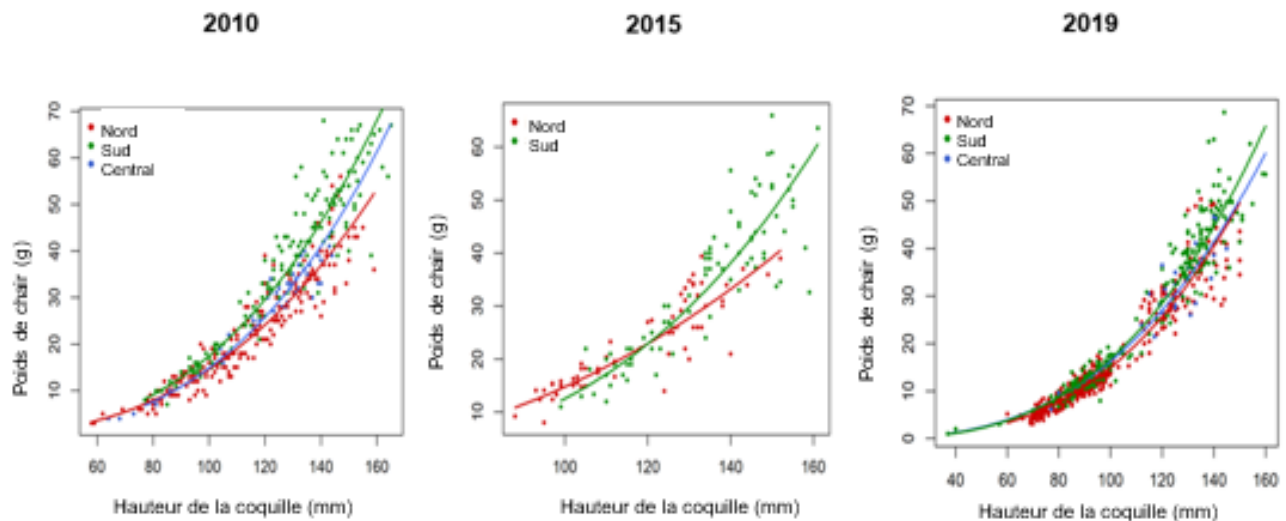 2010
2015
2019
Poids de chair (g)
70
60
50
40
30
20
10
Nord
Sud
Central
60 80 100 120 140 160
Hauteur de la coquille (mm)
Poids de chair (g)
60
50
40
30
20
10
Nord
Sud
100 120 140 160
Hauteur de la coquille (mm)
Poids de chair (g)
70
60
50
40
30
20
10
0
Nord
Sud
Central
40 60 80 100 120 140 160
Hauteur de la coquille (mm)